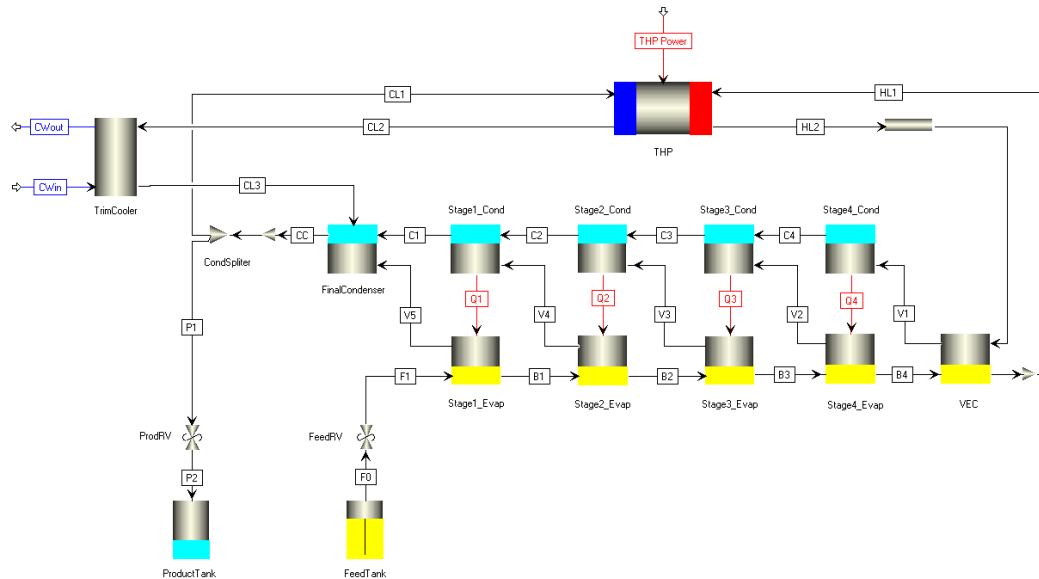 THP Power
CL1
HL1
CWout
CL2
HL2
THP
CWin
CL3
TrimCooler
Stage1_Cond
Stage2_Cond
Stage3_Cond
Stage4_Cond
CC
C1
C2
C3
C4
CondSpliter
FinalCondenser
Q1
Q2
Q3
Q4
V5
V4
V3
V2
V1
P1
F1
B1
B2
B3
B4
Stage1_Evap
Stage2_Evap
Stage3_Evap
Stage4_Evap
VEC
ProdRV
FeedRV
P2
F0
ProductTank
FeedTank